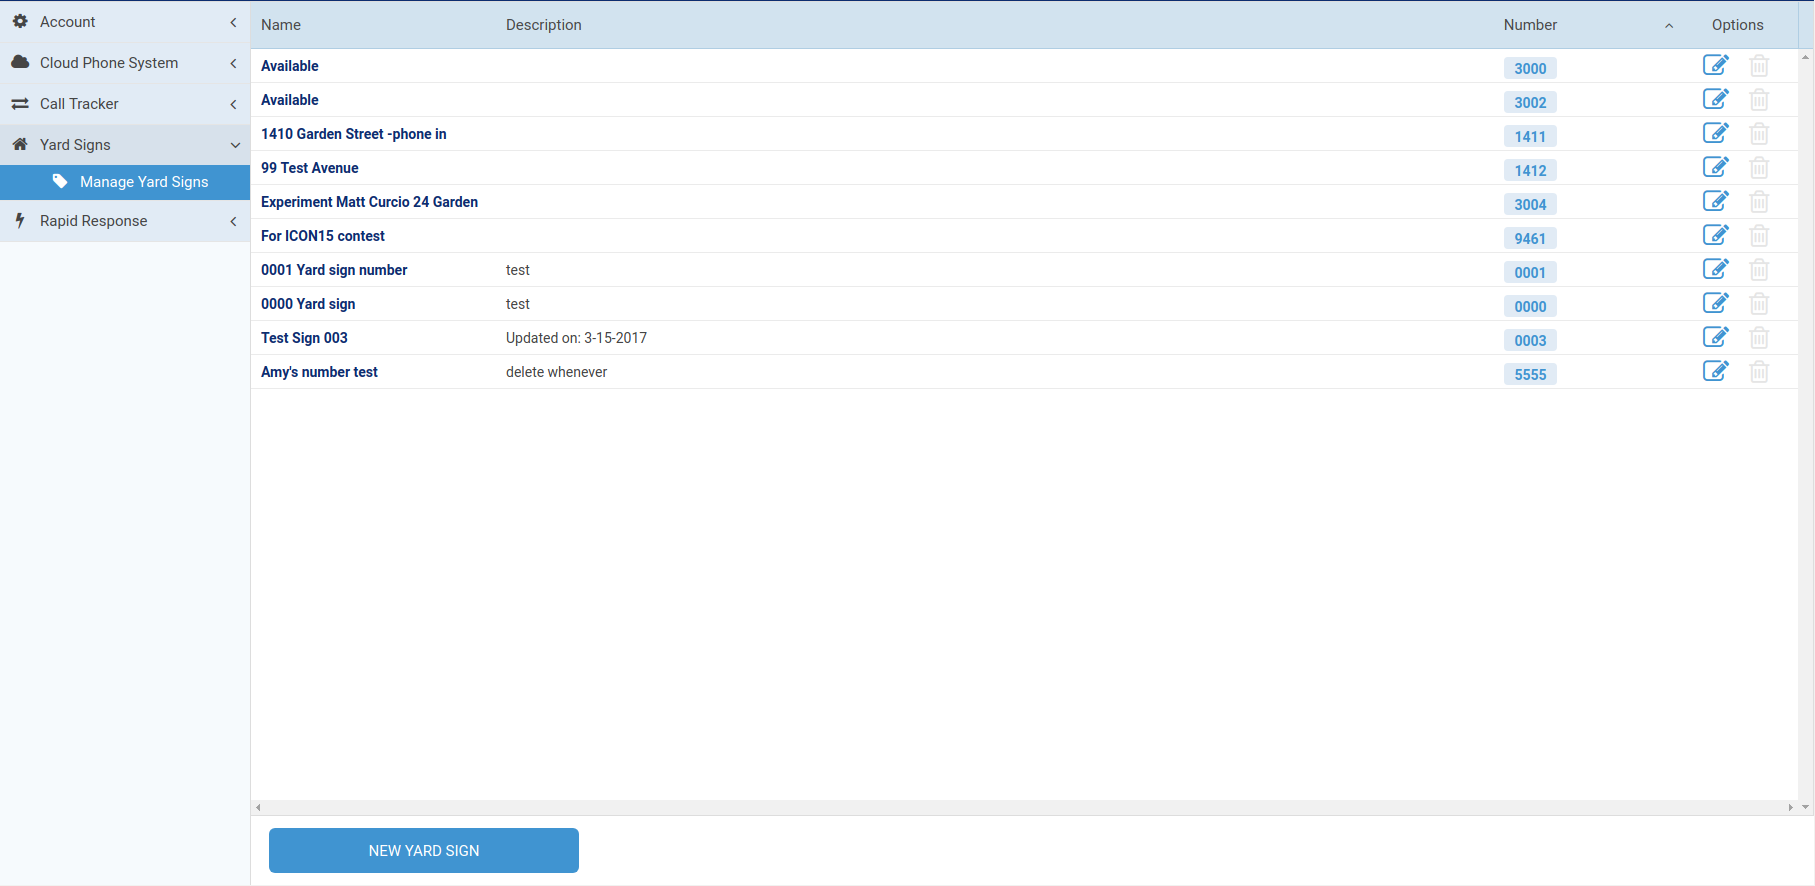 Account
Cloud Phone System
Call Tracker
Yard Signs
Manage Yard Signs
Rapid Response
Name Description Number Options
Available 3000
Available 3002
1410 Garden Street -phone in 1411
99 Test Avenue 1412
Experiment Matt Curcio 24 Garden 3004
For ICON15 contest 9461
0001 Yard sign number test 0001
0000 Yard sign test 0000
Test Sign 003 Updated on: 3-15-2017 0003
Amy's number test delete whenever 5555
NEW YARD SIGN